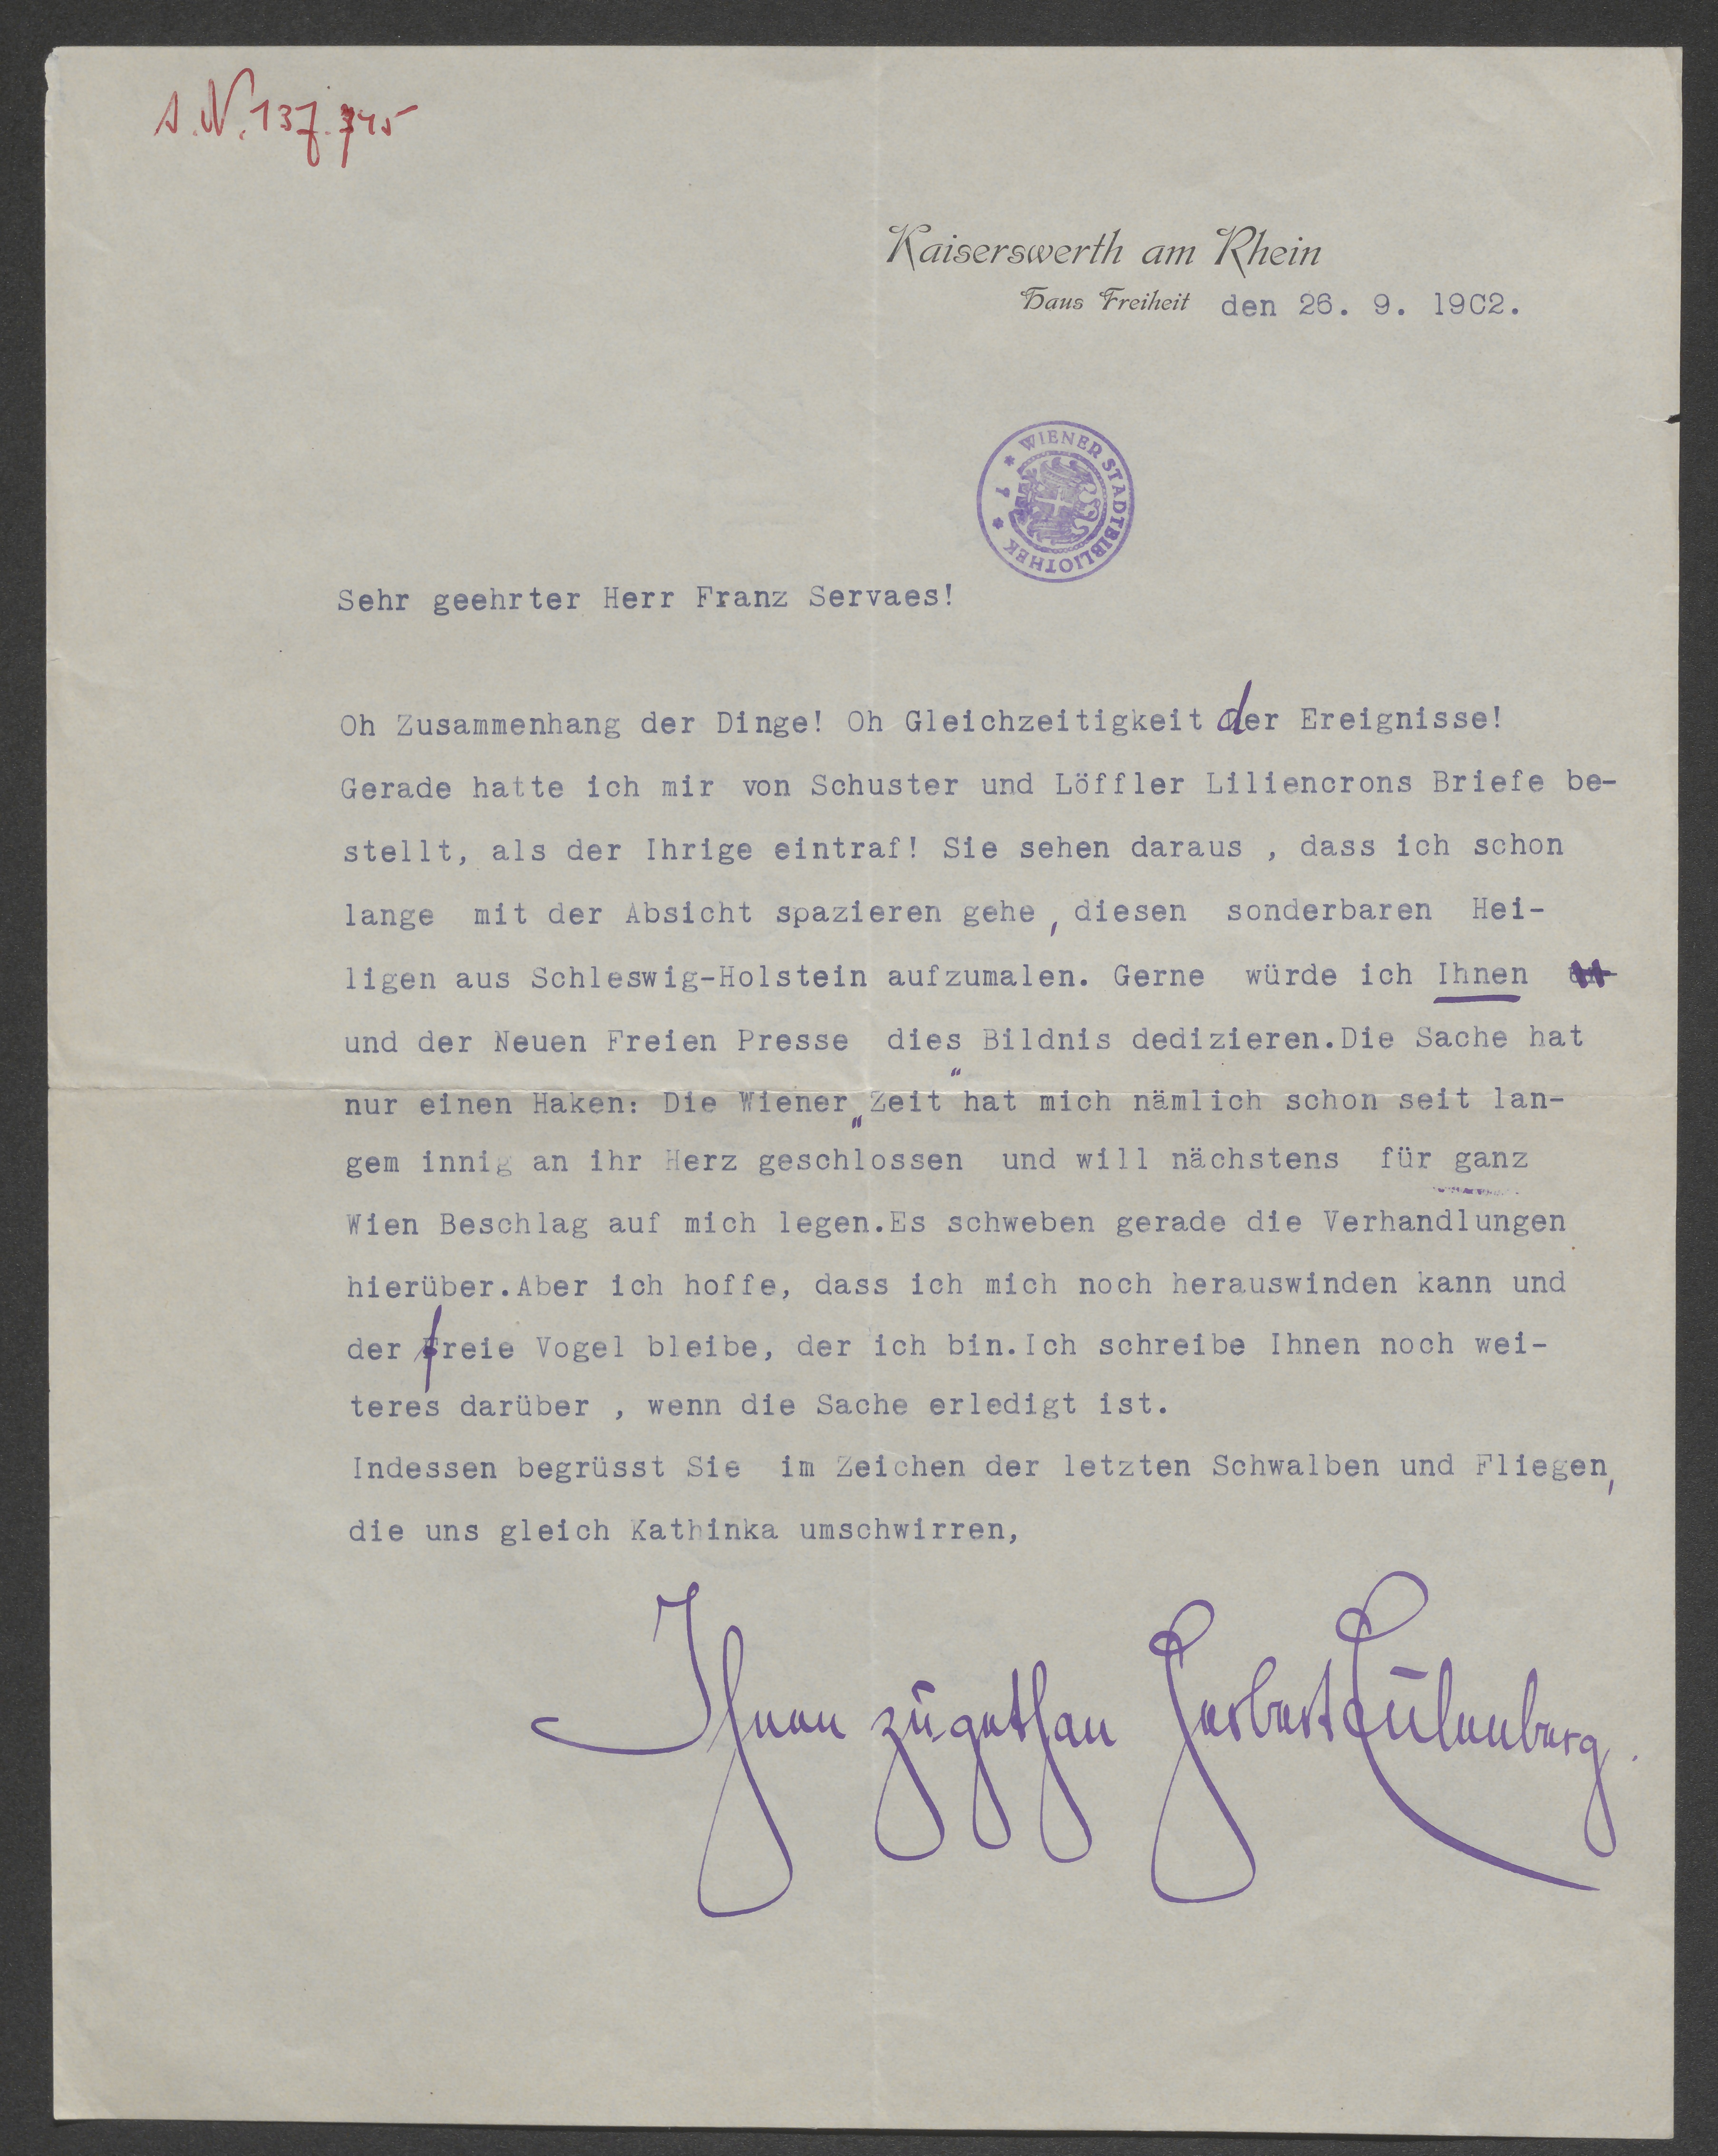 I.N. 137.745
Kaiserswerth am Rhein
Haus Freiheit den 26. 9. 19C2.
* WIENER STADTBIBLIOTHEK *
Sehr geehrter Herr Franz Servaes!
Oh Zusammenhang der Dinge! Oh Gleichzeitigkeit der Ereignisse!
Gerade hatte ich mir von Schuster und Löffler Liliencrons Briefe be-
stellt, als der Ihrige eintraf! Sie sehen daraus , dass ich schon
lange mit der Absicht spazieren gehe, diesen sonderbaren Hei-
ligen aus Schleswig-Holstein aufzumalen. Gerne würde ich Ihnen
und der Neuen Freien Presse dies Bildnis dedizieren.Die Sache hat
nur einen Haken: Die Wiener „Zeit“ hat mich nämlich schon seit lan-
gem innig an ihr Herz geschlossen und will nächstens für ganz
Wien Beschlag auf mich legen.Es schweben gerade die Verhandlungen
hierüber.Aber ich hoffe, dass ich mich noch herauswinden kann und
der freie Vogel bleibe, der ich bin.Ich schreibe Ihnen noch wei-
teres darüber , wenn die Sache erledigt ist.
Indessen begrüsst Sie im Zeichen der letzten Schwalben und Fliegen,
die uns gleich Kathinka umschwirren,
Ihnen zugethan Herbert Eulenberg.